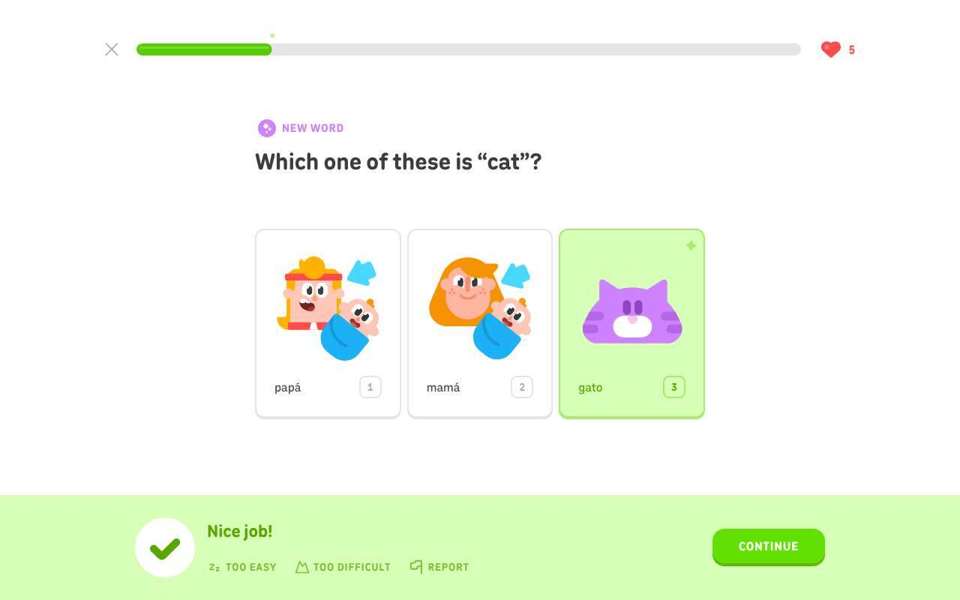 5
NEW WORD
Which one of these is “cat”?
papá 1
mamá 2
gato 3
Nice job!
TOO EASY TOO DIFFICULT REPORT
CONTINUE